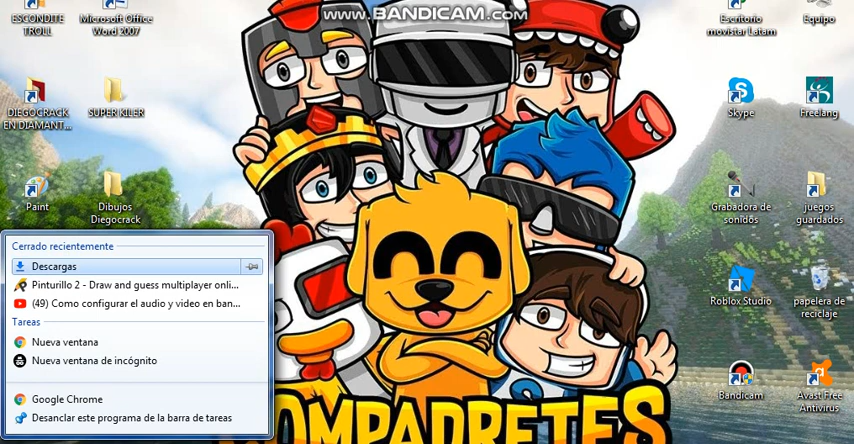 ESCONDITE
TROLL
Microsoft Office
Word 2007
WWW.BANDICAM.COM
Escritorio
movistar Latam
Equipo
DIEGOCRACK
EN DIAMANT...
SUPER KILER
Skype
Freelang
Paint
Dibujos
Diegocrack
Grabadora de
sonidos
juegos
guardados
Cerrado recientemente
Descargas
Pinturillo 2 - Draw and guess multiplayer onli...
(49) Como configurar el audio y video en ban...
Tareas
Nueva ventana
Nueva ventana de incógnito
Google Chrome
Desanclar este programa de la barra de tareas
Roblox Studio
papelera de
reciclaje
Bandicam
Avast Free
Antivirus
OMPADRETES